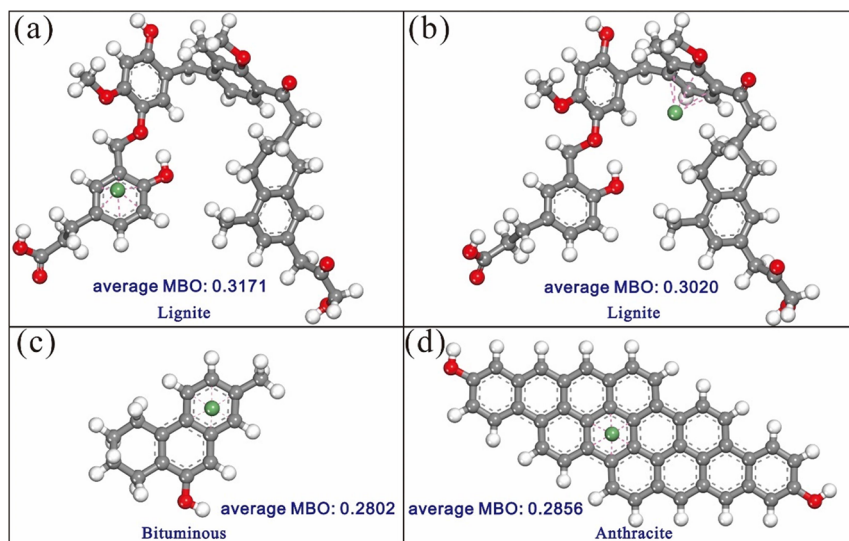 (a)
average MBO: 0.3171
Lignite
(b)
average MBO: 0.3020
Lignite
(c)
average MBO: 0.2802
Bituminous
(d)
average MBO: 0.2856
Anthracite